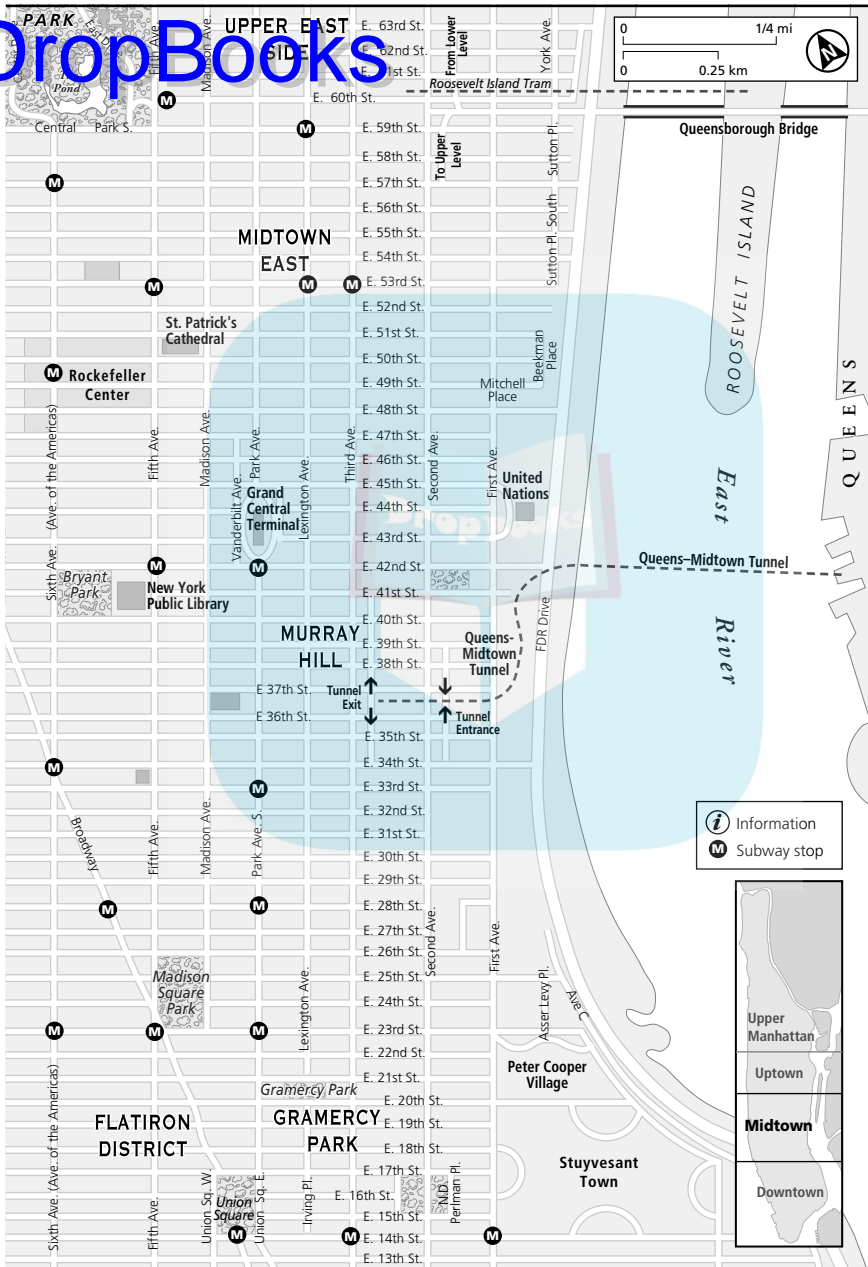 PARK
East Dr.
The
Pond
Fifth Ave.
Madison Ave.
UPPER EAST
SIDE
DropBooks
E. 63rd St.
62nd St.
1st St.
From Lower
Level
York Ave.
0
1/4 mi
0
0.25 km
N
Roosevelt Island Tram
E. 60th St.
Central Park S.
E. 59th St.
Queensborough Bridge
To Upper
Level
Sutton Pl.
E. 58th St.
E. 57th St.
E. 56th St.
Sutton Pl. South
E. 55th St.
MIDTOWN
EAST
E. 54th St.
E. 53rd St.
E. 52nd St.
ROOSEVELT ISLAND
St. Patrick's
Cathedral
E. 51st St.
Beekman
Place
E. 50th St.
Rockefeller
Center
E. 49th St.
Mitchell
Place
E. 48th St.
QUEENS
Sixth Ave. (Ave. of the Americas)
Fifth Ave.
Madison Ave.
Park Ave.
Third Ave.
E. 47th St.
E. 46th St.
Vanderbilt Ave.
Lexington Ave.
Second Ave.
First Ave.
E. 45th St.
United
Nations
Grand
Central
Terminal
E. 44th St.
DropBooks
E. 43rd St.
East
River
E. 42nd St.
Queens–Midtown Tunnel
Bryant
Park
New York
Public Library
E. 41st St.
E. 40th St.
MURRAY
HILL
E. 39th St.
E. 38th St.
Queens-
Midtown
Tunnel
FDR Drive
E 37th St.
Tunnel
Exit
E 36th St.
Tunnel
Entrance
E. 35th St.
E. 34th St.
E. 33rd St.
E. 32nd St.
E. 31st St.
Broadway
Fifth Ave.
Madison Ave.
Park Ave. S.
i Information
M Subway stop
E. 30th St.
E. 29th St.
E. 28th St.
E. 27th St.
E. 26th St.
Second Ave.
First Ave.
Madison
Square
Park
Lexington Ave.
E. 25th St.
Asser Levy Pl.
Ave C
E. 24th St.
E. 23rd St.
E. 22nd St.
Peter Cooper
Village
E. 21st St.
Gramercy Park
E. 20th St.
FLATIRON
DISTRICT
GRAMERCY
PARK
E. 19th St.
E. 18th St.
E. 17th St.
Stuyvesant
Town
Sixth Ave. (Ave. of the Americas)
Fifth Ave.
Union Sq. W.
Union
Square
Union Sq. E.
Irving Pl.
E. 16th St.
N.D.
Perlman Pl.
E. 15th St.
E. 14th St.
E. 13th St.
Upper
Manhattan
Uptown
Midtown
Downtown